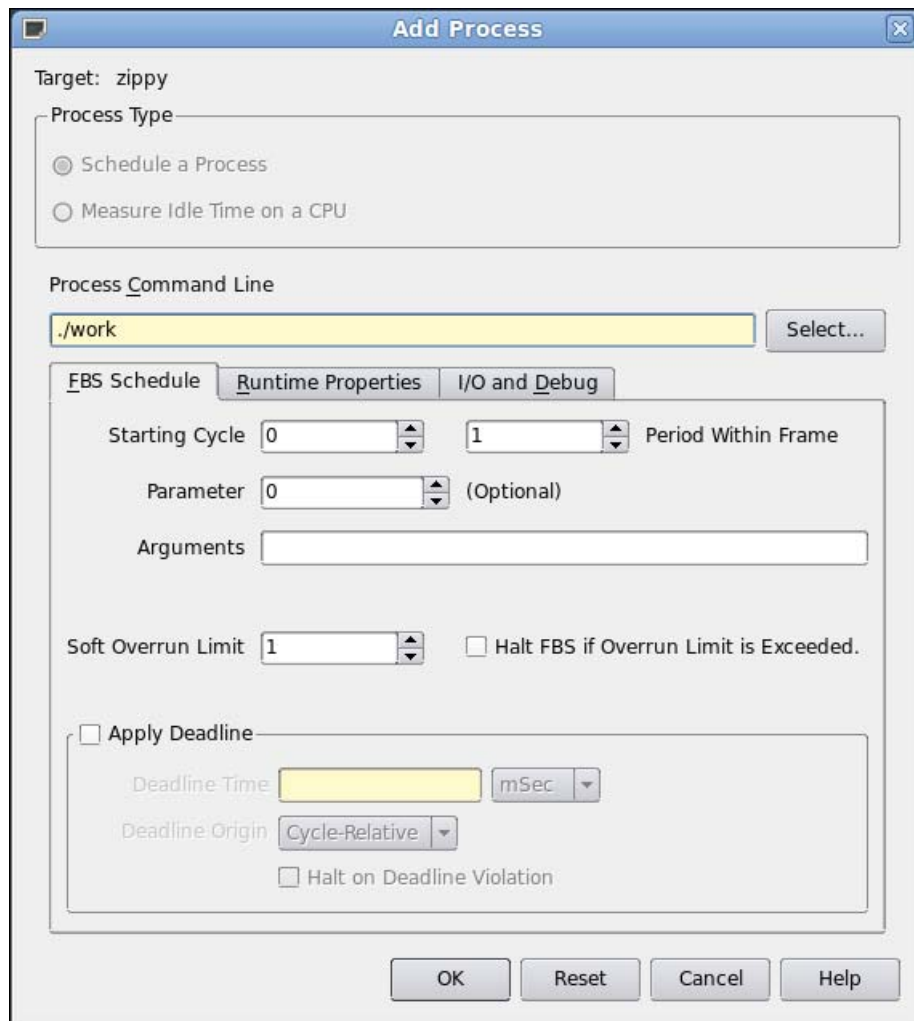 Add Process
Target: zippy
Process Type
Schedule a Process
Measure Idle Time on a CPU
Process Command Line
./work Select...
FBS Schedule Runtime Properties I/O and Debug
Starting Cycle 0 1 Period Within Frame
Parameter 0 (Optional)
Arguments
Soft Overrun Limit 1 Halt FBS if Overrun Limit is Exceeded.
Apply Deadline
Deadline Time mSec
Deadline Origin Cycle-Relative
Halt on Deadline Violation
OK Reset Cancel Help